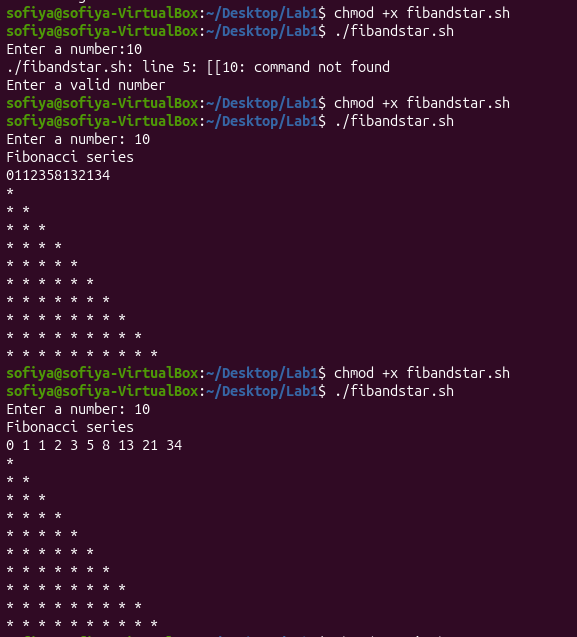 sofiya@sofiya-VirtualBox:~/Desktop/Lab1$ chmod +x fibandstar.sh
sofiya@sofiya-VirtualBox:~/Desktop/Lab1$ ./fibandstar.sh
Enter a number:10
./fibandstar.sh: line 5: [[10: command not found
Enter a valid number
sofiya@sofiya-VirtualBox:~/Desktop/Lab1$ chmod +x fibandstar.sh
sofiya@sofiya-VirtualBox:~/Desktop/Lab1$ ./fibandstar.sh
Enter a number: 10
Fibonacci series
0112358132134
*
* *
* * *
* * * *
* * * * *
* * * * * *
* * * * * * *
* * * * * * * *
* * * * * * * * *
* * * * * * * * * *
sofiya@sofiya-VirtualBox:~/Desktop/Lab1$ chmod +x fibandstar.sh
sofiya@sofiya-VirtualBox:~/Desktop/Lab1$ ./fibandstar.sh
Enter a number: 10
Fibonacci series
0 1 1 2 3 5 8 13 21 34
*
* *
* * *
* * * *
* * * * *
* * * * * *
* * * * * * *
* * * * * * * *
* * * * * * * * *
* * * * * * * * * *